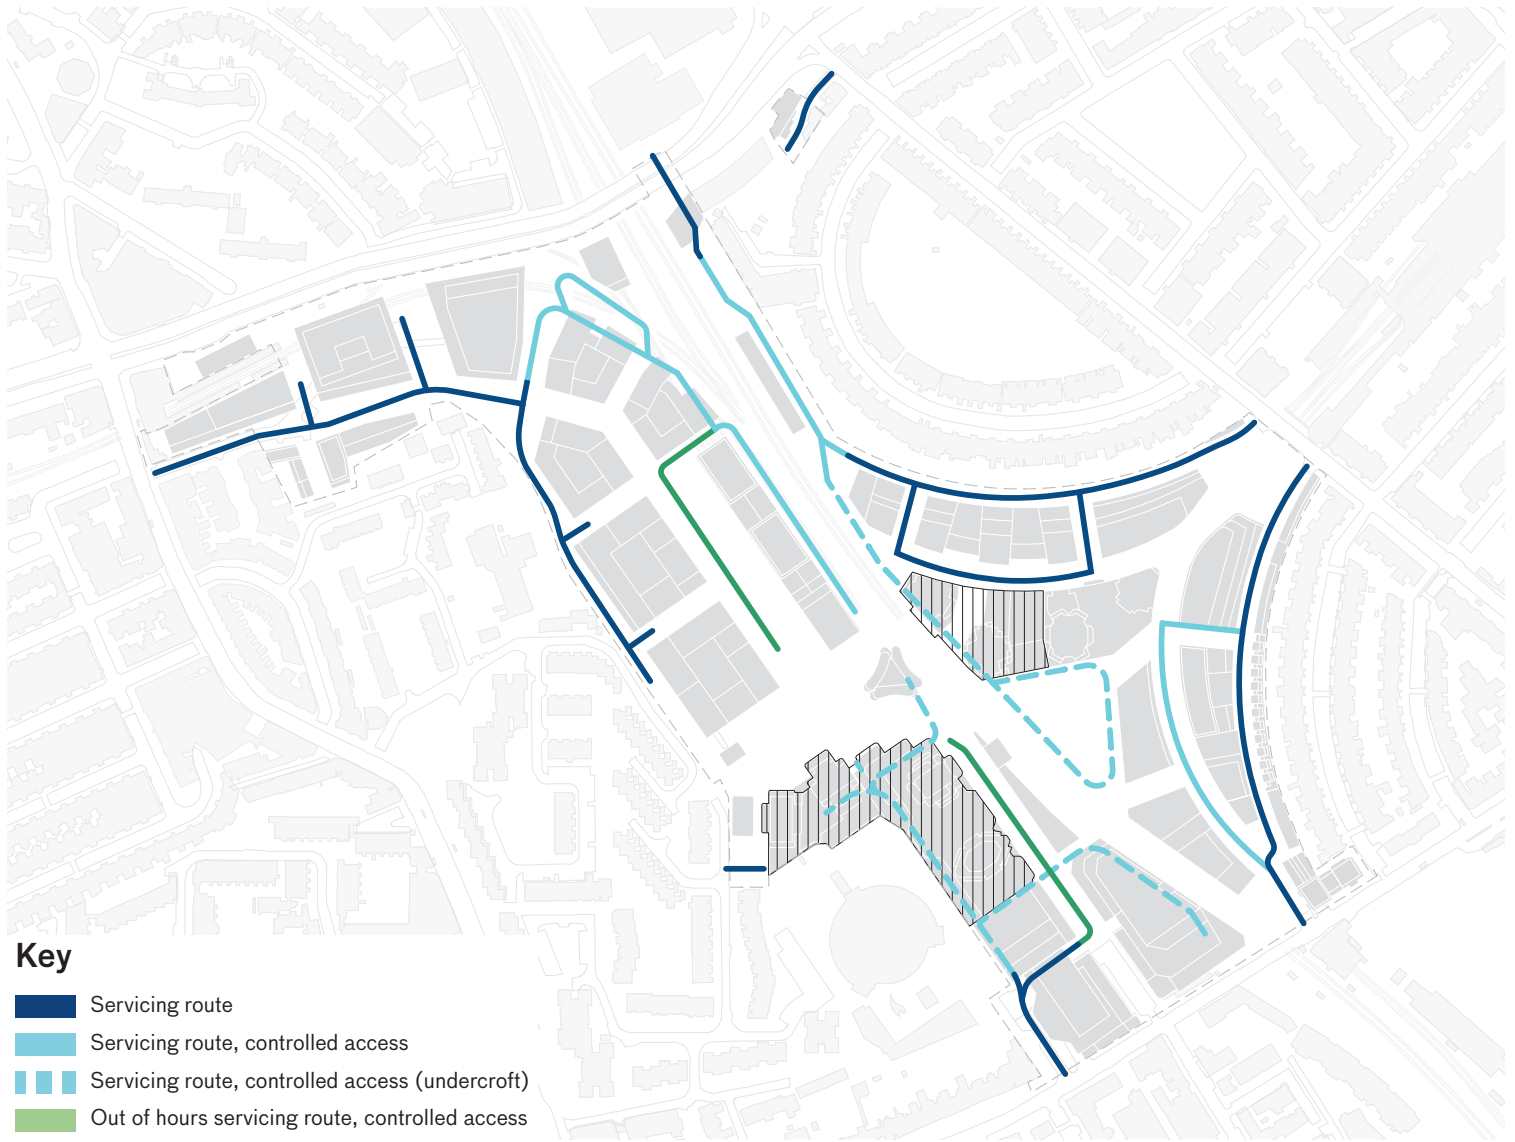 Key
Servicing route
Servicing route, controlled access
Servicing route, controlled access (undercroft)
Out of hours servicing route, controlled access